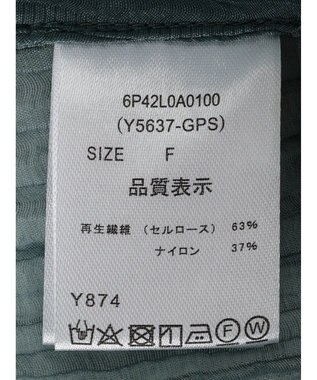 6P42L0A0100
(Y5637-GPS)
SIZE F
品質表示
再生繊維 (セルロース) 63%
ナイロン 37%
Y874
F W